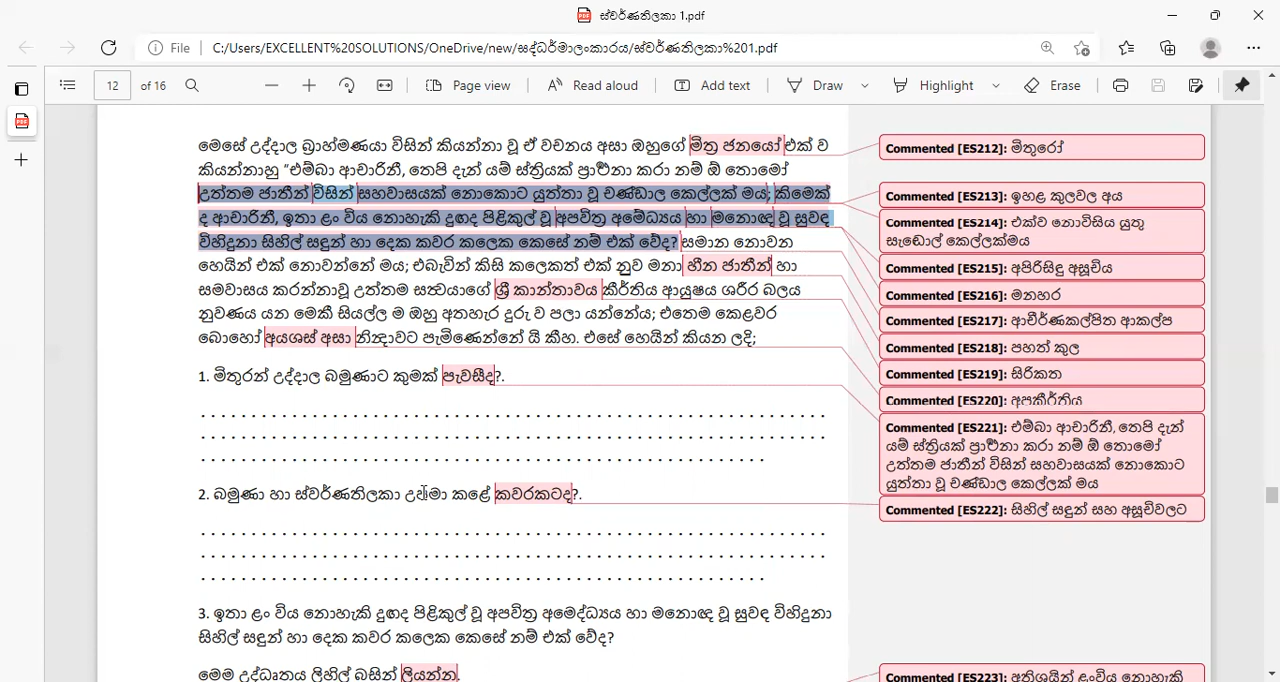 ස්වර්ණතිලකා 1.pdf
File
C:/Users/EXCELLENT%20SOLUTIONS/OneDrive/new/සද්ධර්මාලංකාරය/ස්වර්ණතිලකා%201.pdf
12 of 16
Page view
Read aloud
Add text
Draw
Highlight
Erase
මෙසේ උද්දාල බ්‍රාහ්මණයා විසින් කියන්නා වූ ඒ වචනය අසා ඔහුගේ මිත්‍ර ජනයෝ එක් ව
කියන්නාහු "එම්බා ආචාරිනී, තෙපි දැන් යම් ස්ත්‍රියක් ප්‍රාර්ථනා කරා නම් ඕ තොමෝ
උත්තම ජාතීන් විසින් සහවාසයක් නොකොට යුත්තා වූ චණ්ඩාල කෙල්ලක් මය; කිමෙක්
ද ආචාරිනී, ඉතා ළං විය නොහැකි දුඟද පිළිකුල් වූ අපවිත්‍ර අමේධ්‍යය හා මනොඥ වූ සුවඳ
විහිදුනා සිහිල් සඳුන් හා දෙක කවර කලෙක කෙසේ නම් එක් වේද? සමාන නොවන
හෙයින් එක් නොවන්නේ මය; එබැවින් කිසි කලෙකත් එක් නුව මනා හීන ජාතීන් හා
සමවාසය කරන්නාවූ උත්තම සත්‍වයාගේ ශ්‍රී කාන්තාවය කීර්තිය ආයුෂය ශරීර බලය
නුවණය යන මෙකී සියල්ල ම ඔහු අතහැර දුරු ව පලා යන්නේය; එතෙම කෙළවර
බොහෝ අයශස් අසා නින්‍දාවට පැමිණෙන්නේ යි කීහ. එසේ හෙයින් කියන ලදි;
1. මිතුරන් උද්දාල බමුණාට කුමක් පැවසීද?.
2. බමුණා හා ස්වර්ණතිලකා උපමා කළේ කවරකටද?.
3. ඉතා ළං විය නොහැකි දුඟද පිළිකුල් වූ අපවිත්‍ර අමෙද්ධ්‍යය හා මනොඥ වූ සුවඳ විහිදුනා
සිහිල් සඳුන් හා දෙක කවර කලෙක කෙසේ නම් එක් වේද?
මෙම උද්ධෘතය ලිහිල් බසින් ලියන්න.
Commented [ES212]: මිතුරෝ
Commented [ES213]: ඉහළ කුලවල අය
Commented [ES214]: එක්ව නොවිසිය යුතු
සැඬොල් කෙල්ලක්මය
Commented [ES215]: අපිරිසිදු අසූචිය
Commented [ES216]: මනහර
Commented [ES217]: ආචීර්ණකල්පිත ආකල්ප
Commented [ES218]: පහත් කුල
Commented [ES219]: සිරිකත
Commented [ES220]: අපකීර්තිය
Commented [ES221]: එම්බා ආචාරිනී, තෙපි දැන්
යම් ස්ත්‍රියක් ප්‍රාර්ථනා කරා නම් ඕ තොමෝ
උත්තම ජාතීන් විසින් සහවාසයක් නොකොට
යුත්තා වූ චණ්ඩාල කෙල්ලක් මය
Commented [ES222]: සිහිල් සඳුන් සහ අසූචිවලට
Commented [ES223]: අතිශයින් ළංවිය නොහැකි